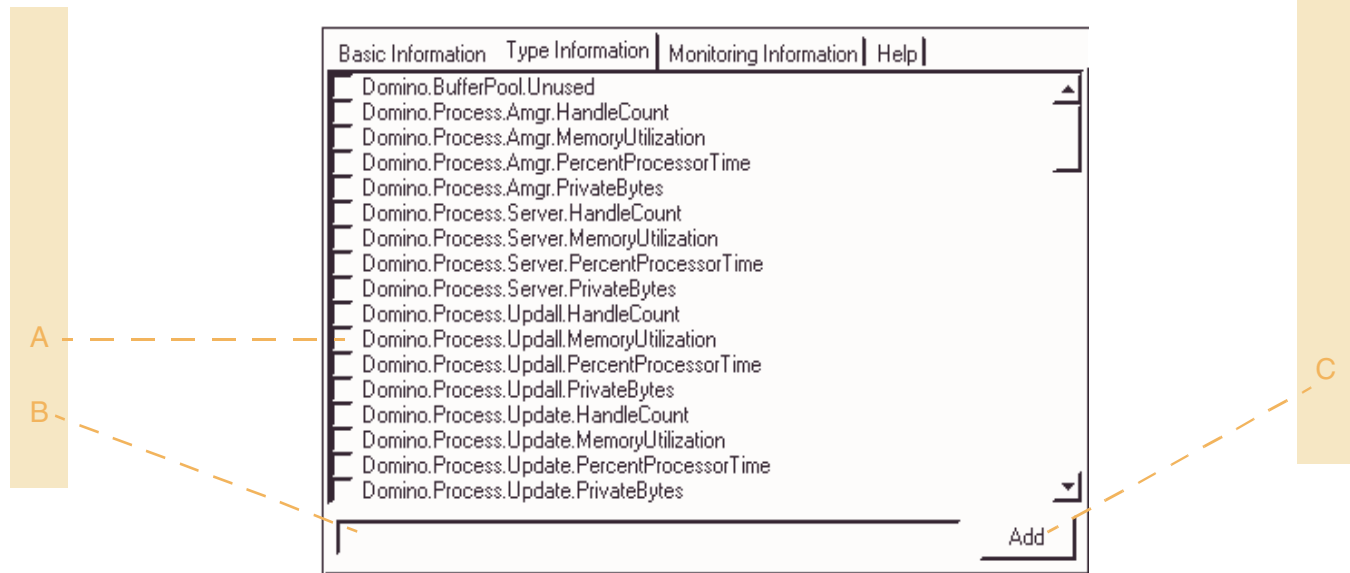 Basic Information Type Information Monitoring Information Help
Domino.BufferPool.Unused
Domino.Process.Amgr.HandleCount
Domino.Process.Amgr.MemoryUtilization
Domino.Process.Amgr.PercentProcessorTime
Domino.Process.Amgr.PrivateBytes
Domino.Process.Server.HandleCount
Domino.Process.Server.MemoryUtilization
Domino.Process.Server.PercentProcessorTime
Domino.Process.Server.PrivateBytes
Domino.Process.Updall.HandleCount
A
Domino.Process.Updall.MemoryUtilization
Domino.Process.Updall.PercentProcessorTime
C
Domino.Process.Updall.PrivateBytes
B
Domino.Process.Update.HandleCount
Domino.Process.Update.MemoryUtilization
Domino.Process.Update.PercentProcessorTime
Domino.Process.Update.PrivateBytes
Add